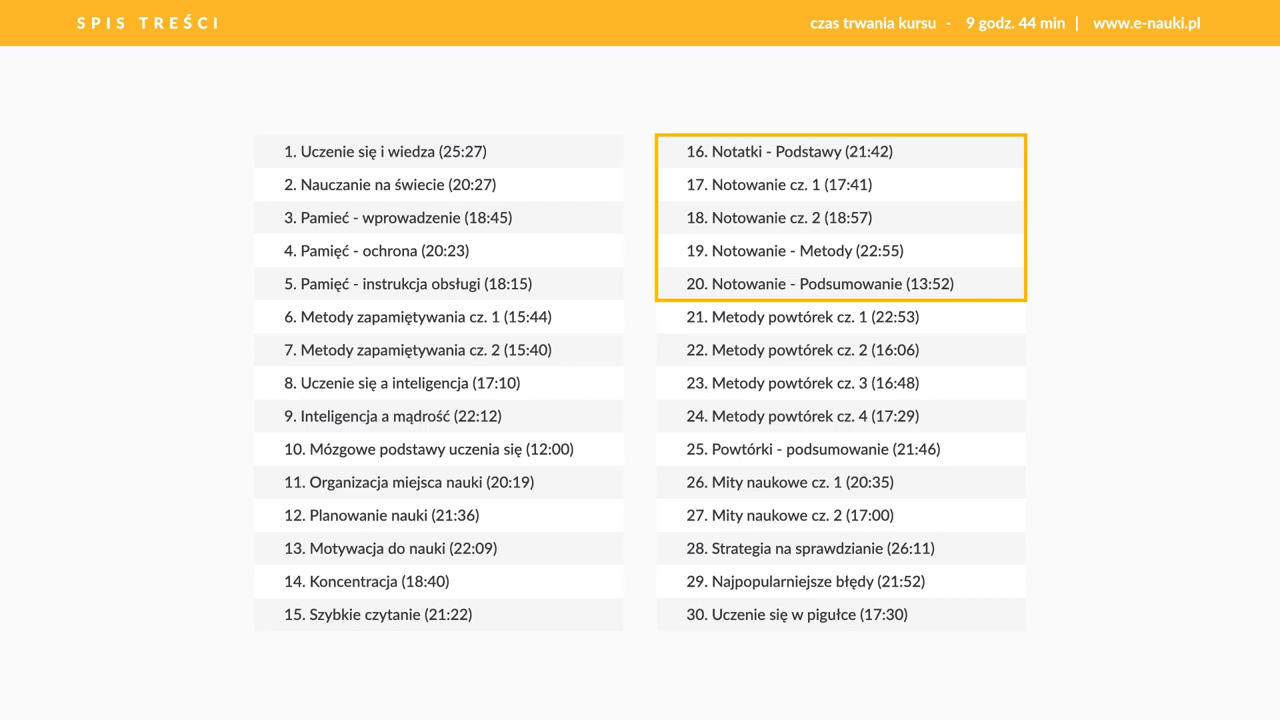 SPIS TREŚCI
czas trwania kursu - 9 godz. 44 min | www.e-nauki.pl
1. Uczenie się i wiedza (25:27)
2. Nauczanie na świecie (20:27)
3. Pamieć - wprowadzenie (18:45)
4. Pamięć - ochrona (20:23)
5. Pamięć - instrukcja obsługi (18:15)
6. Metody zapamiętywania cz. 1 (15:44)
7. Metody zapamiętywania cz. 2 (15:40)
8. Uczenie się a inteligencja (17:10)
9. Inteligencja a mądrość (22:12)
10. Mózgowe podstawy uczenia się (12:00)
11. Organizacja miejsca nauki (20:19)
12. Planowanie nauki (21:36)
13. Motywacja do nauki (22:09)
14. Koncentracja (18:40)
15. Szybkie czytanie (21:22)
16. Notatki - Podstawy (21:42)
17. Notowanie cz. 1 (17:41)
18. Notowanie cz. 2 (18:57)
19. Notowanie - Metody (22:55)
20. Notowanie - Podsumowanie (13:52)
21. Metody powtórek cz. 1 (22:53)
22. Metody powtórek cz. 2 (16:06)
23. Metody powtórek cz. 3 (16:48)
24. Metody powtórek cz. 4 (17:29)
25. Powtórki - podsumowanie (21:46)
26. Mity naukowe cz. 1 (20:35)
27. Mity naukowe cz. 2 (17:00)
28. Strategia na sprawdzianie (26:11)
29. Najpopularniejsze błędy (21:52)
30. Uczenie się w pigułce (17:30)